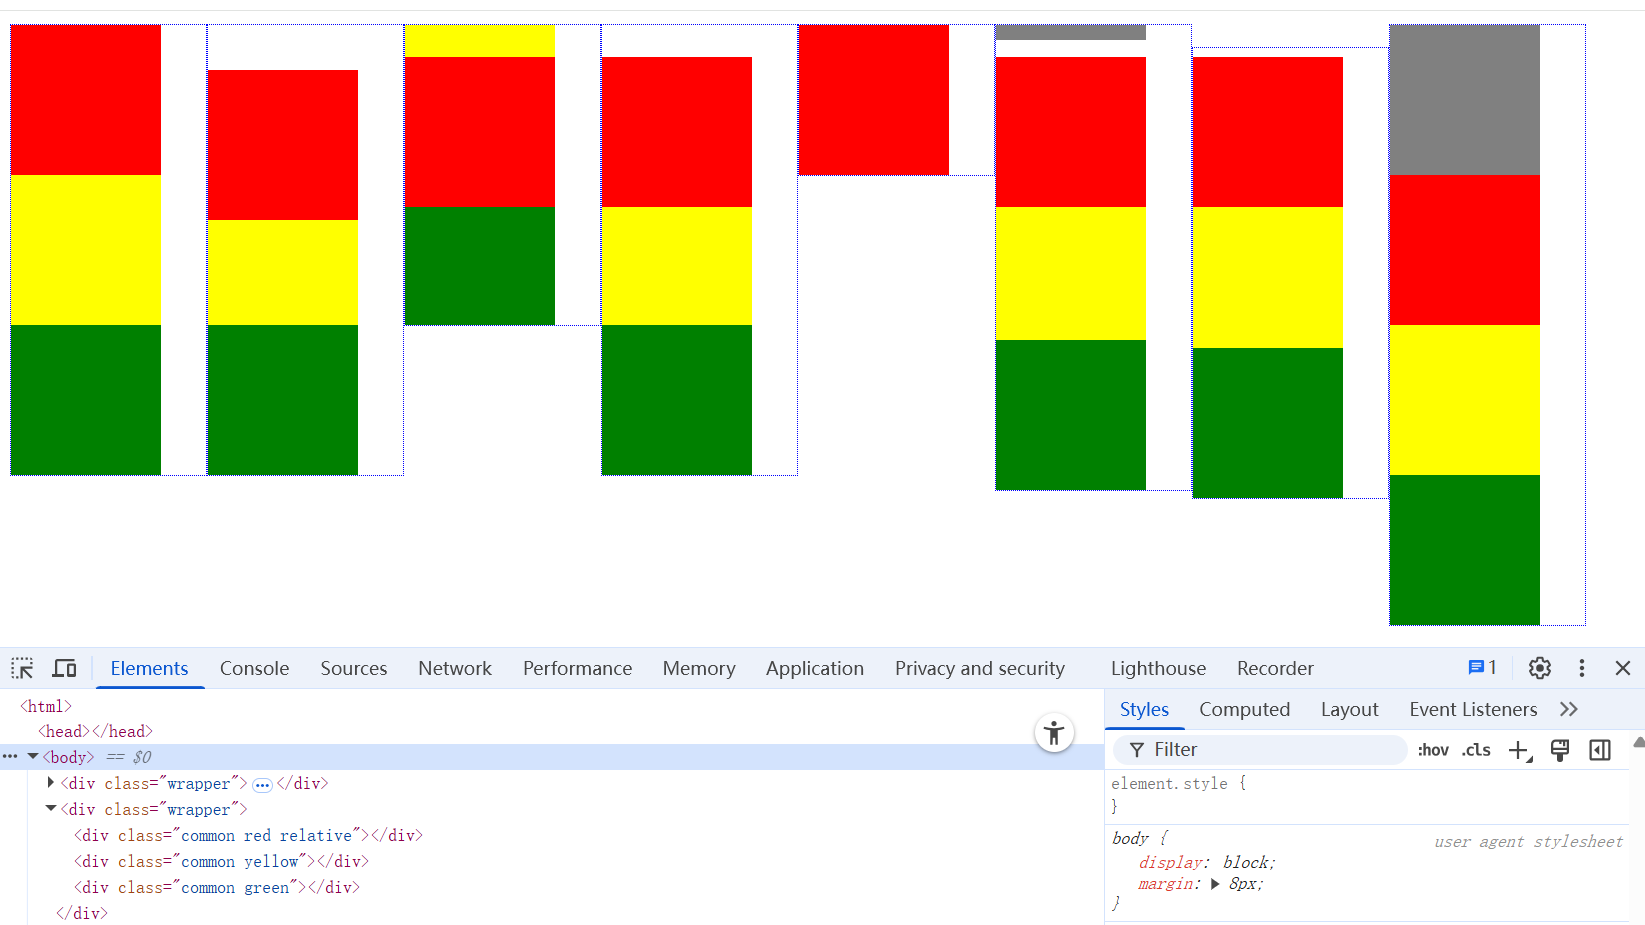 Elements Console Sources Network Performance Memory Application Privacy and security Lighthouse Recorder 1
<html>
<head></head>
<body> == $0
<div class="wrapper"> ⋯ </div>
<div class="wrapper">
<div class="common red relative"></div>
<div class="common yellow"></div>
<div class="common green"></div>
</div>
Styles Computed Layout Event Listeners
Filter :hov .cls
element.style {
}
body { user agent stylesheet
display: block;
margin: 8px;
}